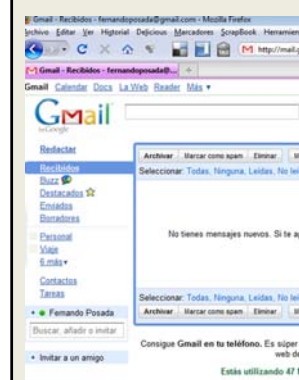 Gmail - Recibidos - fernandoposada@gmail.com - Mozilla Firefox
Archivo Editar Ver Historial Delicious Marcadores ScrapBook Herramien
http://mail.g
Gmail - Recibidos - fernandoposada@...
Gmail Calendar Docs La Web Reader Más ▾
Gmail
by Google
Redactar
Archivar Marcar como spam Eliminar
Seleccionar: Todas, Ninguna, Leídas, No leí
Recibidos
Buzz
Destacados
Enviados
Borradores
No tienes mensajes nuevos. Si te a
Personal
Viaje
6 más ▾
Contactos
Tareas
Seleccionar: Todas, Ninguna, Leídas, No leí
Fernando Posada
Archivar Marcar como spam Eliminar
Buscar, añadir o invitar
Consigue Gmail en tu teléfono. Es súper
web de
Invitar a un amigo
Estás utilizando 47